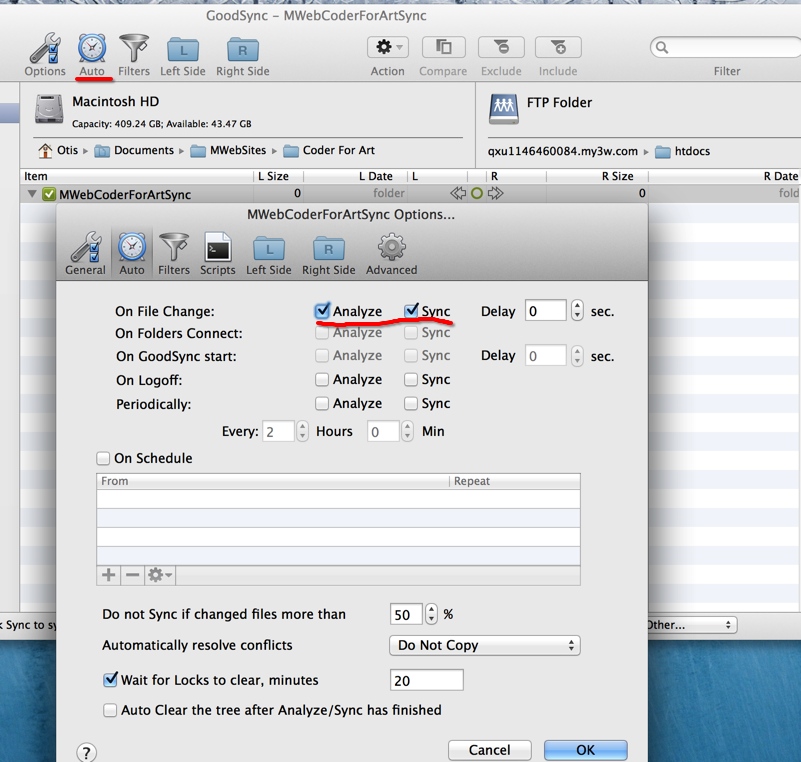 GoodSync – MWebCoderForArtSync
Options Auto Filters Left Side Right Side Action Compare Exclude Include Filter
L R
Macintosh HD
Capacity: 409.24 GB; Available: 43.47 GB
FTP Folder
Otis ▸ Documents ▸ MWebSites ▸ Coder For Art
qxu1146460084.my3w.com ▸ htdocs
Item L Size L Date L R R Size R Date
MWebCoderForArtSync 0 folder 0 fold
MWebCoderForArtSync Options...
L R
General Auto Filters Scripts Left Side Right Side Advanced
On File Change: Analyze Sync Delay 0 sec.
On Folders Connect: Analyze Sync
On GoodSync start: Analyze Sync Delay 0 sec.
On Logoff: Analyze Sync
Periodically: Analyze Sync
Every: 2 Hours 0 Min
On Schedule
From Repeat
Do not Sync if changed files more than 50 %
k Sync to sy
Other...
Automatically resolve conflicts Do Not Copy
Wait for Locks to clear, minutes 20
Auto Clear the tree after Analyze/Sync has finished
? Cancel OK